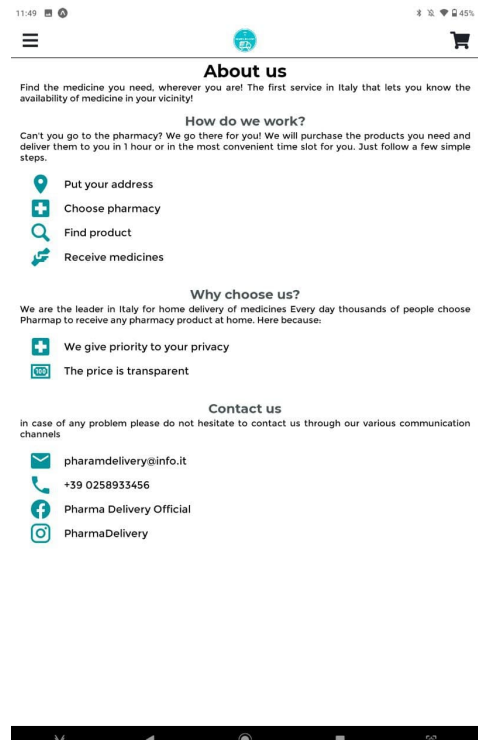 11:49
45%
About us
Find the medicine you need, wherever you are! The first service in Italy that lets you know the
availability of medicine in your vicinity!
How do we work?
Can't you go to the pharmacy? We go there for you! We will purchase the products you need and
deliver them to you in 1 hour or in the most convenient time slot for you. Just follow a few simple
steps.
Put your address
Choose pharmacy
Find product
Receive medicines
Why choose us?
We are the leader in Italy for home delivery of medicines Every day thousands of people choose
Pharmap to receive any pharmacy product at home. Here because:
We give priority to your privacy
100
The price is transparent
Contact us
in case of any problem please do not hesitate to contact us through our various communication
channels
pharamdelivery@info.it
+39 0258933456
Pharma Delivery Official
PharmaDelivery